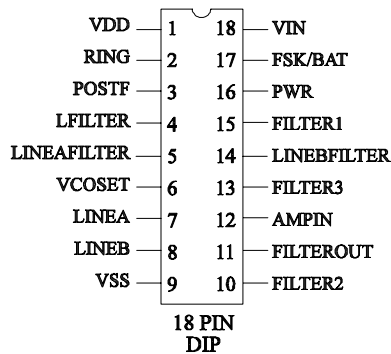 VDD 1 18 VIN
RING 2 17 FSK/BAT
POSTF 3 16 PWR
LFILTER 4 15 FILTER1
LINEAFILTER 5 14 LINEBFILTER
VCOSET 6 13 FILTER3
LINEA 7 12 AMPIN
LINEB 8 11 FILTEROUT
VSS 9 10 FILTER2
18 PIN
DIP